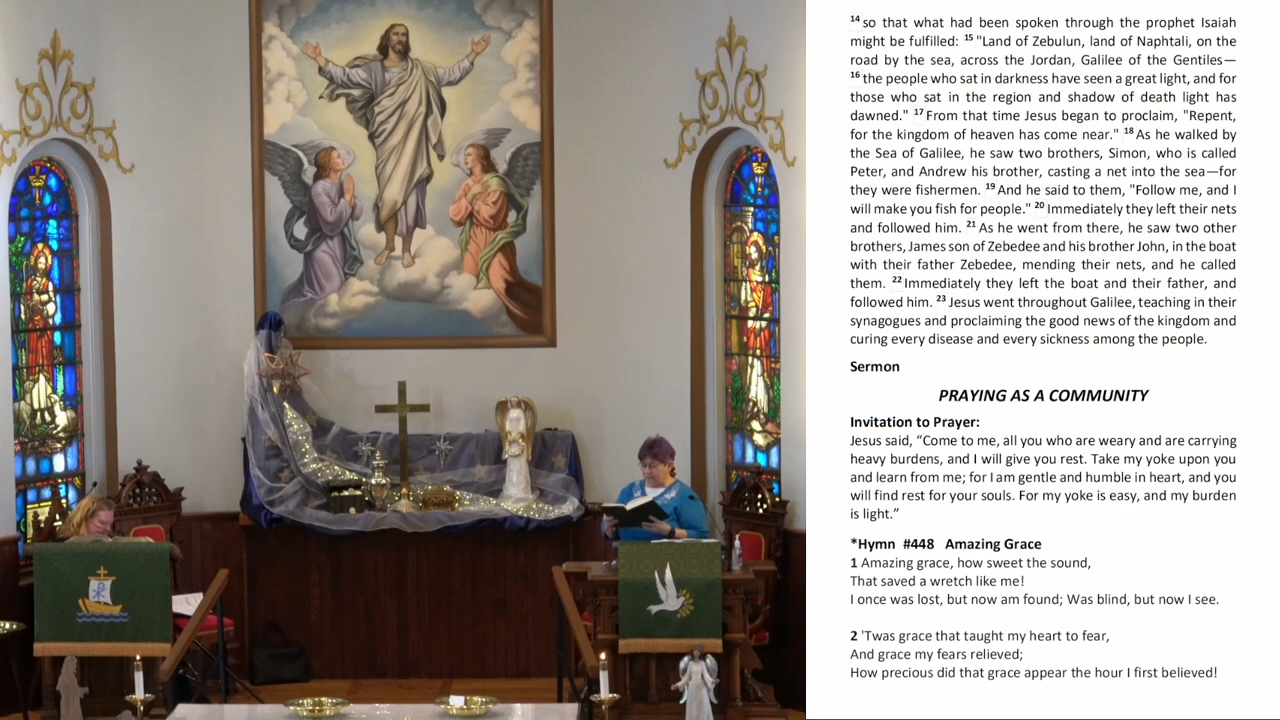 14 so that what had been spoken through the prophet Isaiah
might be fulfilled: 15 "Land of Zebulun, land of Naphtali, on the
road by the sea, across the Jordan, Galilee of the Gentiles—
16 the people who sat in darkness have seen a great light, and for
those who sat in the region and shadow of death light has
dawned." 17 From that time Jesus began to proclaim, "Repent,
for the kingdom of heaven has come near." 18 As he walked by
the Sea of Galilee, he saw two brothers, Simon, who is called
Peter, and Andrew his brother, casting a net into the sea—for
they were fishermen. 19 And he said to them, "Follow me, and I
will make you fish for people." 20 Immediately they left their nets
and followed him. 21 As he went from there, he saw two other
brothers, James son of Zebedee and his brother John, in the boat
with their father Zebedee, mending their nets, and he called
them. 22 Immediately they left the boat and their father, and
followed him. 23 Jesus went throughout Galilee, teaching in their
synagogues and proclaiming the good news of the kingdom and
curing every disease and every sickness among the people.
Sermon
PRAYING AS A COMMUNITY
Invitation to Prayer:
Jesus said, “Come to me, all you who are weary and are carrying
heavy burdens, and I will give you rest. Take my yoke upon you
and learn from me; for I am gentle and humble in heart, and you
will find rest for your souls. For my yoke is easy, and my burden
is light.”
*Hymn #448 Amazing Grace
1 Amazing grace, how sweet the sound,
That saved a wretch like me!
I once was lost, but now am found; Was blind, but now I see.
2 'Twas grace that taught my heart to fear,
And grace my fears relieved;
How precious did that grace appear the hour I first believed!